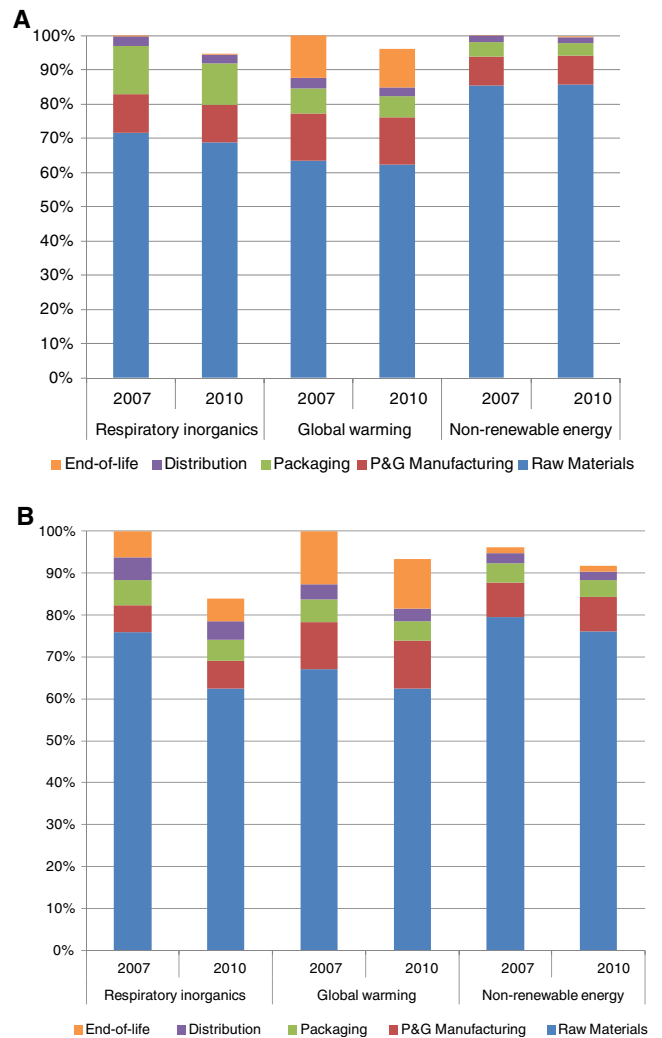 A
100%
90%
80%
70%
60%
50%
40%
30%
20%
10%
0%
2007 2010 2007 2010 2007 2010
Respiratory inorganics Global warming Non-renewable energy
End-of-life Distribution Packaging P&G Manufacturing Raw Materials
B
100%
90%
80%
70%
60%
50%
40%
30%
20%
10%
0%
2007 2010 2007 2010 2007 2010
Respiratory inorganics Global warming Non-renewable energy
End-of-life Distribution Packaging P&G Manufacturing Raw Materials